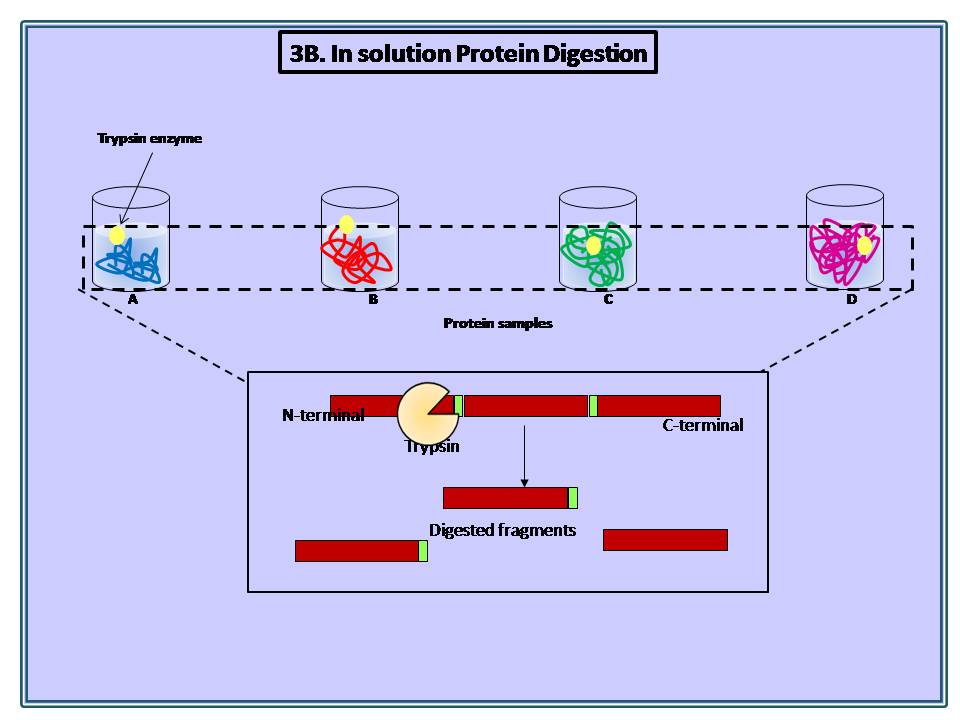 3B. In solution Protein Digestion
Trypsin enzyme
A
B
C
D
Protein samples
N-terminal
C-terminal
Trypsin
Digested fragments